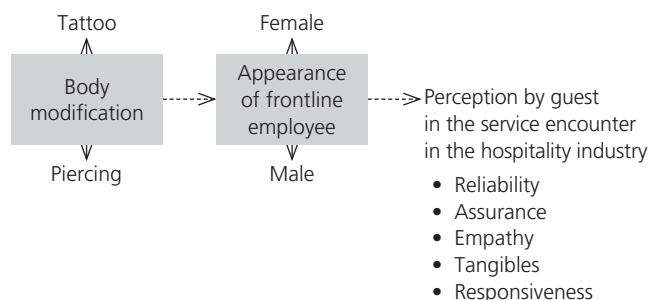 Tattoo
Female
Body
modification
Appearance
of frontline
employee
Perception by guest
in the service encounter
in the hospitality industry
Piercing
Male
• Reliability
• Assurance
• Empathy
• Tangibles
• Responsiveness